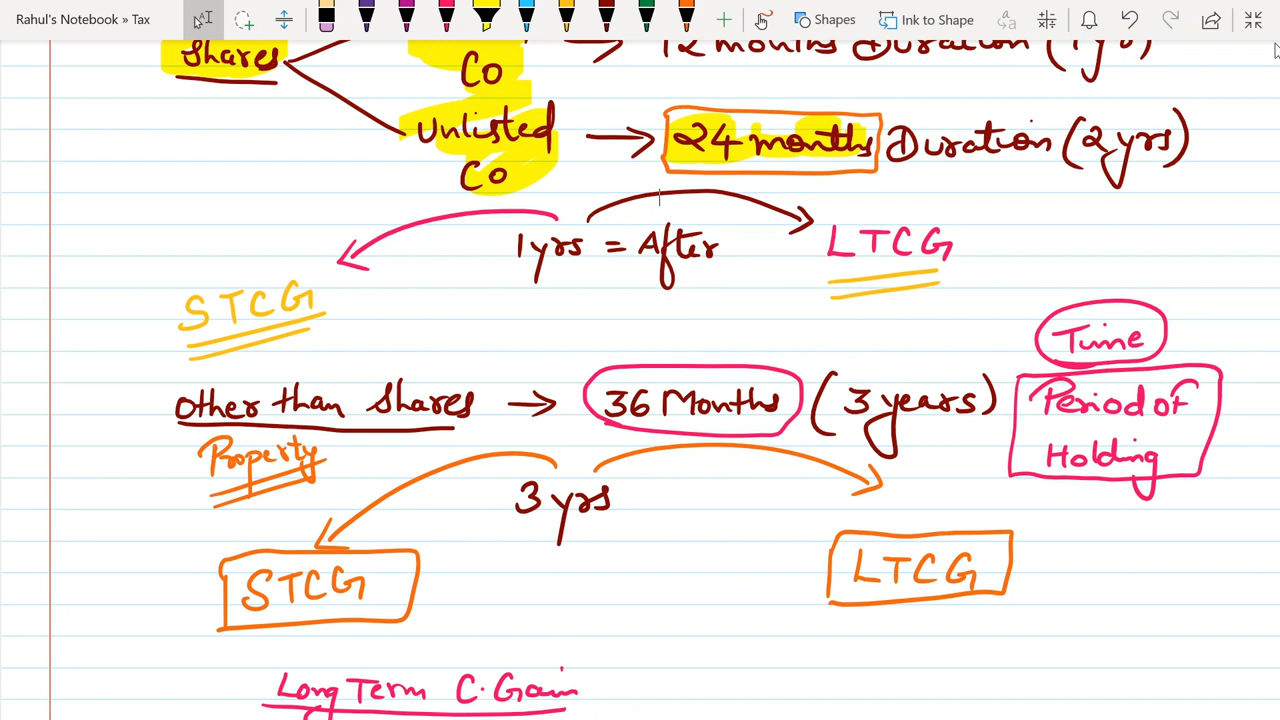 Rahul's Notebook » Tax
Shapes
Ink to Shape
Shares
Co → 12 months Duration (1yr)
Unlisted Co → 24 months Duration (2yrs)
1yrs = After
LTCG
STCG
Time
Other than Shares → 36 Months (3 years)
Period of
Holding
Property
3 yrs
STCG
LTCG
Long Term C. Gain